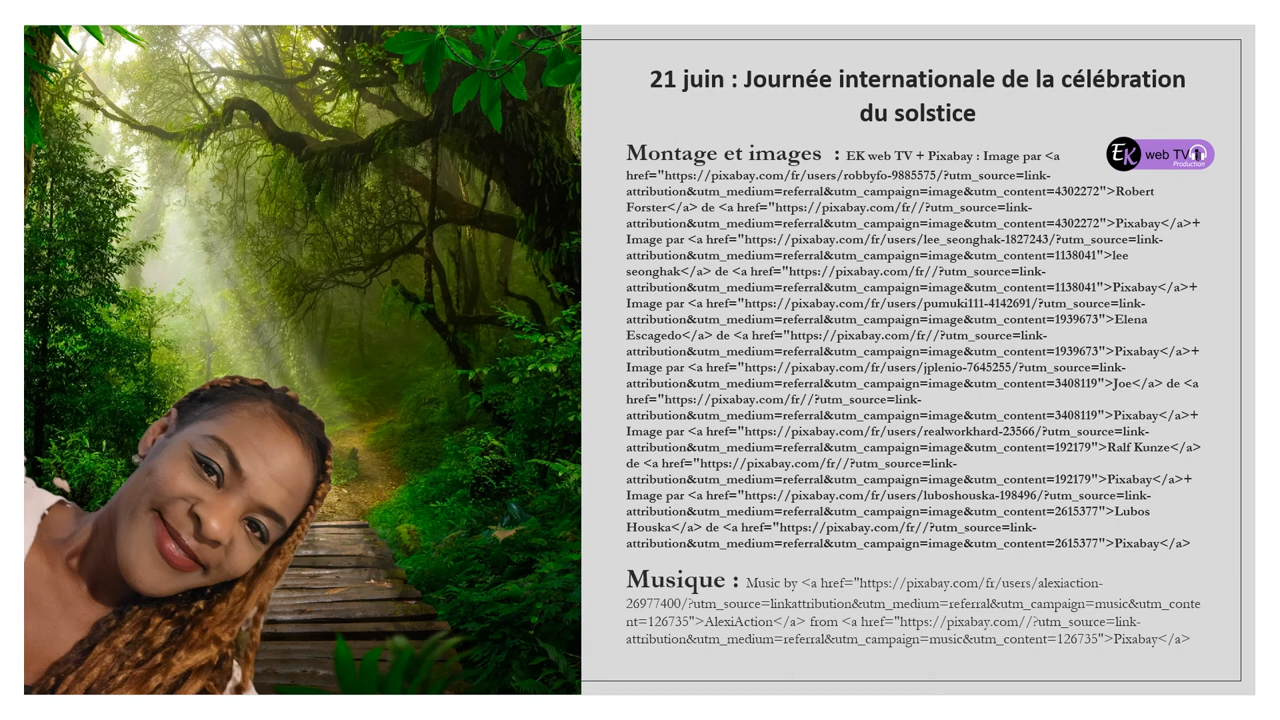 21 juin : Journée internationale de la célébration
du solstice
EK web TV
Production
Montage et images : EK web TV + Pixabay : Image par <a
href="https://pixabay.com/fr/users/robbyfo-9885575/?utm_source=link-
attribution&utm_medium=referral&utm_campaign=image&utm_content=4302272">Robert
Forster</a> de <a href="https://pixabay.com/fr//?utm_source=link-
attribution&utm_medium=referral&utm_campaign=image&utm_content=4302272">Pixabay</a>+
Image par <a href="https://pixabay.com/fr/users/lee_seonghak-1827243/?utm_source=link-
attribution&utm_medium=referral&utm_campaign=image&utm_content=1138041">lee
seonghak</a> de <a href="https://pixabay.com/fr//?utm_source=link-
attribution&utm_medium=referral&utm_campaign=image&utm_content=1138041">Pixabay</a>+
Image par <a href="https://pixabay.com/fr/users/pumuki111-4142691/?utm_source=link-
attribution&utm_medium=referral&utm_campaign=image&utm_content=1939673">Elena
Escagedo</a> de <a href="https://pixabay.com/fr//?utm_source=link-
attribution&utm_medium=referral&utm_campaign=image&utm_content=1939673">Pixabay</a>+
Image par <a href="https://pixabay.com/fr/users/jplenio-7645255/?utm_source=link-
attribution&utm_medium=referral&utm_campaign=image&utm_content=3408119">Joe</a> de <a
href="https://pixabay.com/fr//?utm_source=link-
attribution&utm_medium=referral&utm_campaign=image&utm_content=3408119">Pixabay</a>+
Image par <a href="https://pixabay.com/fr/users/realworkhard-23566/?utm_source=link-
attribution&utm_medium=referral&utm_campaign=image&utm_content=192179">Ralf Kunze</a>
de <a href="https://pixabay.com/fr//?utm_source=link-
attribution&utm_medium=referral&utm_campaign=image&utm_content=192179">Pixabay</a>+
Image par <a href="https://pixabay.com/fr/users/luboshouska-198496/?utm_source=link-
attribution&utm_medium=referral&utm_campaign=image&utm_content=2615377">Lubos
Houska</a> de <a href="https://pixabay.com/fr//?utm_source=link-
attribution&utm_medium=referral&utm_campaign=image&utm_content=2615377">Pixabay</a>
Musique : Music by <a href="https://pixabay.com/fr/users/alexiaction-
26977400/?utm_source=linkattribution&utm_medium=referral&utm_campaign=music&utm_conte
nt=126735">AlexiAction</a> from <a href="https://pixabay.com//?utm_source=link-
attribution&utm_medium=referral&utm_campaign=music&utm_content=126735">Pixabay</a>